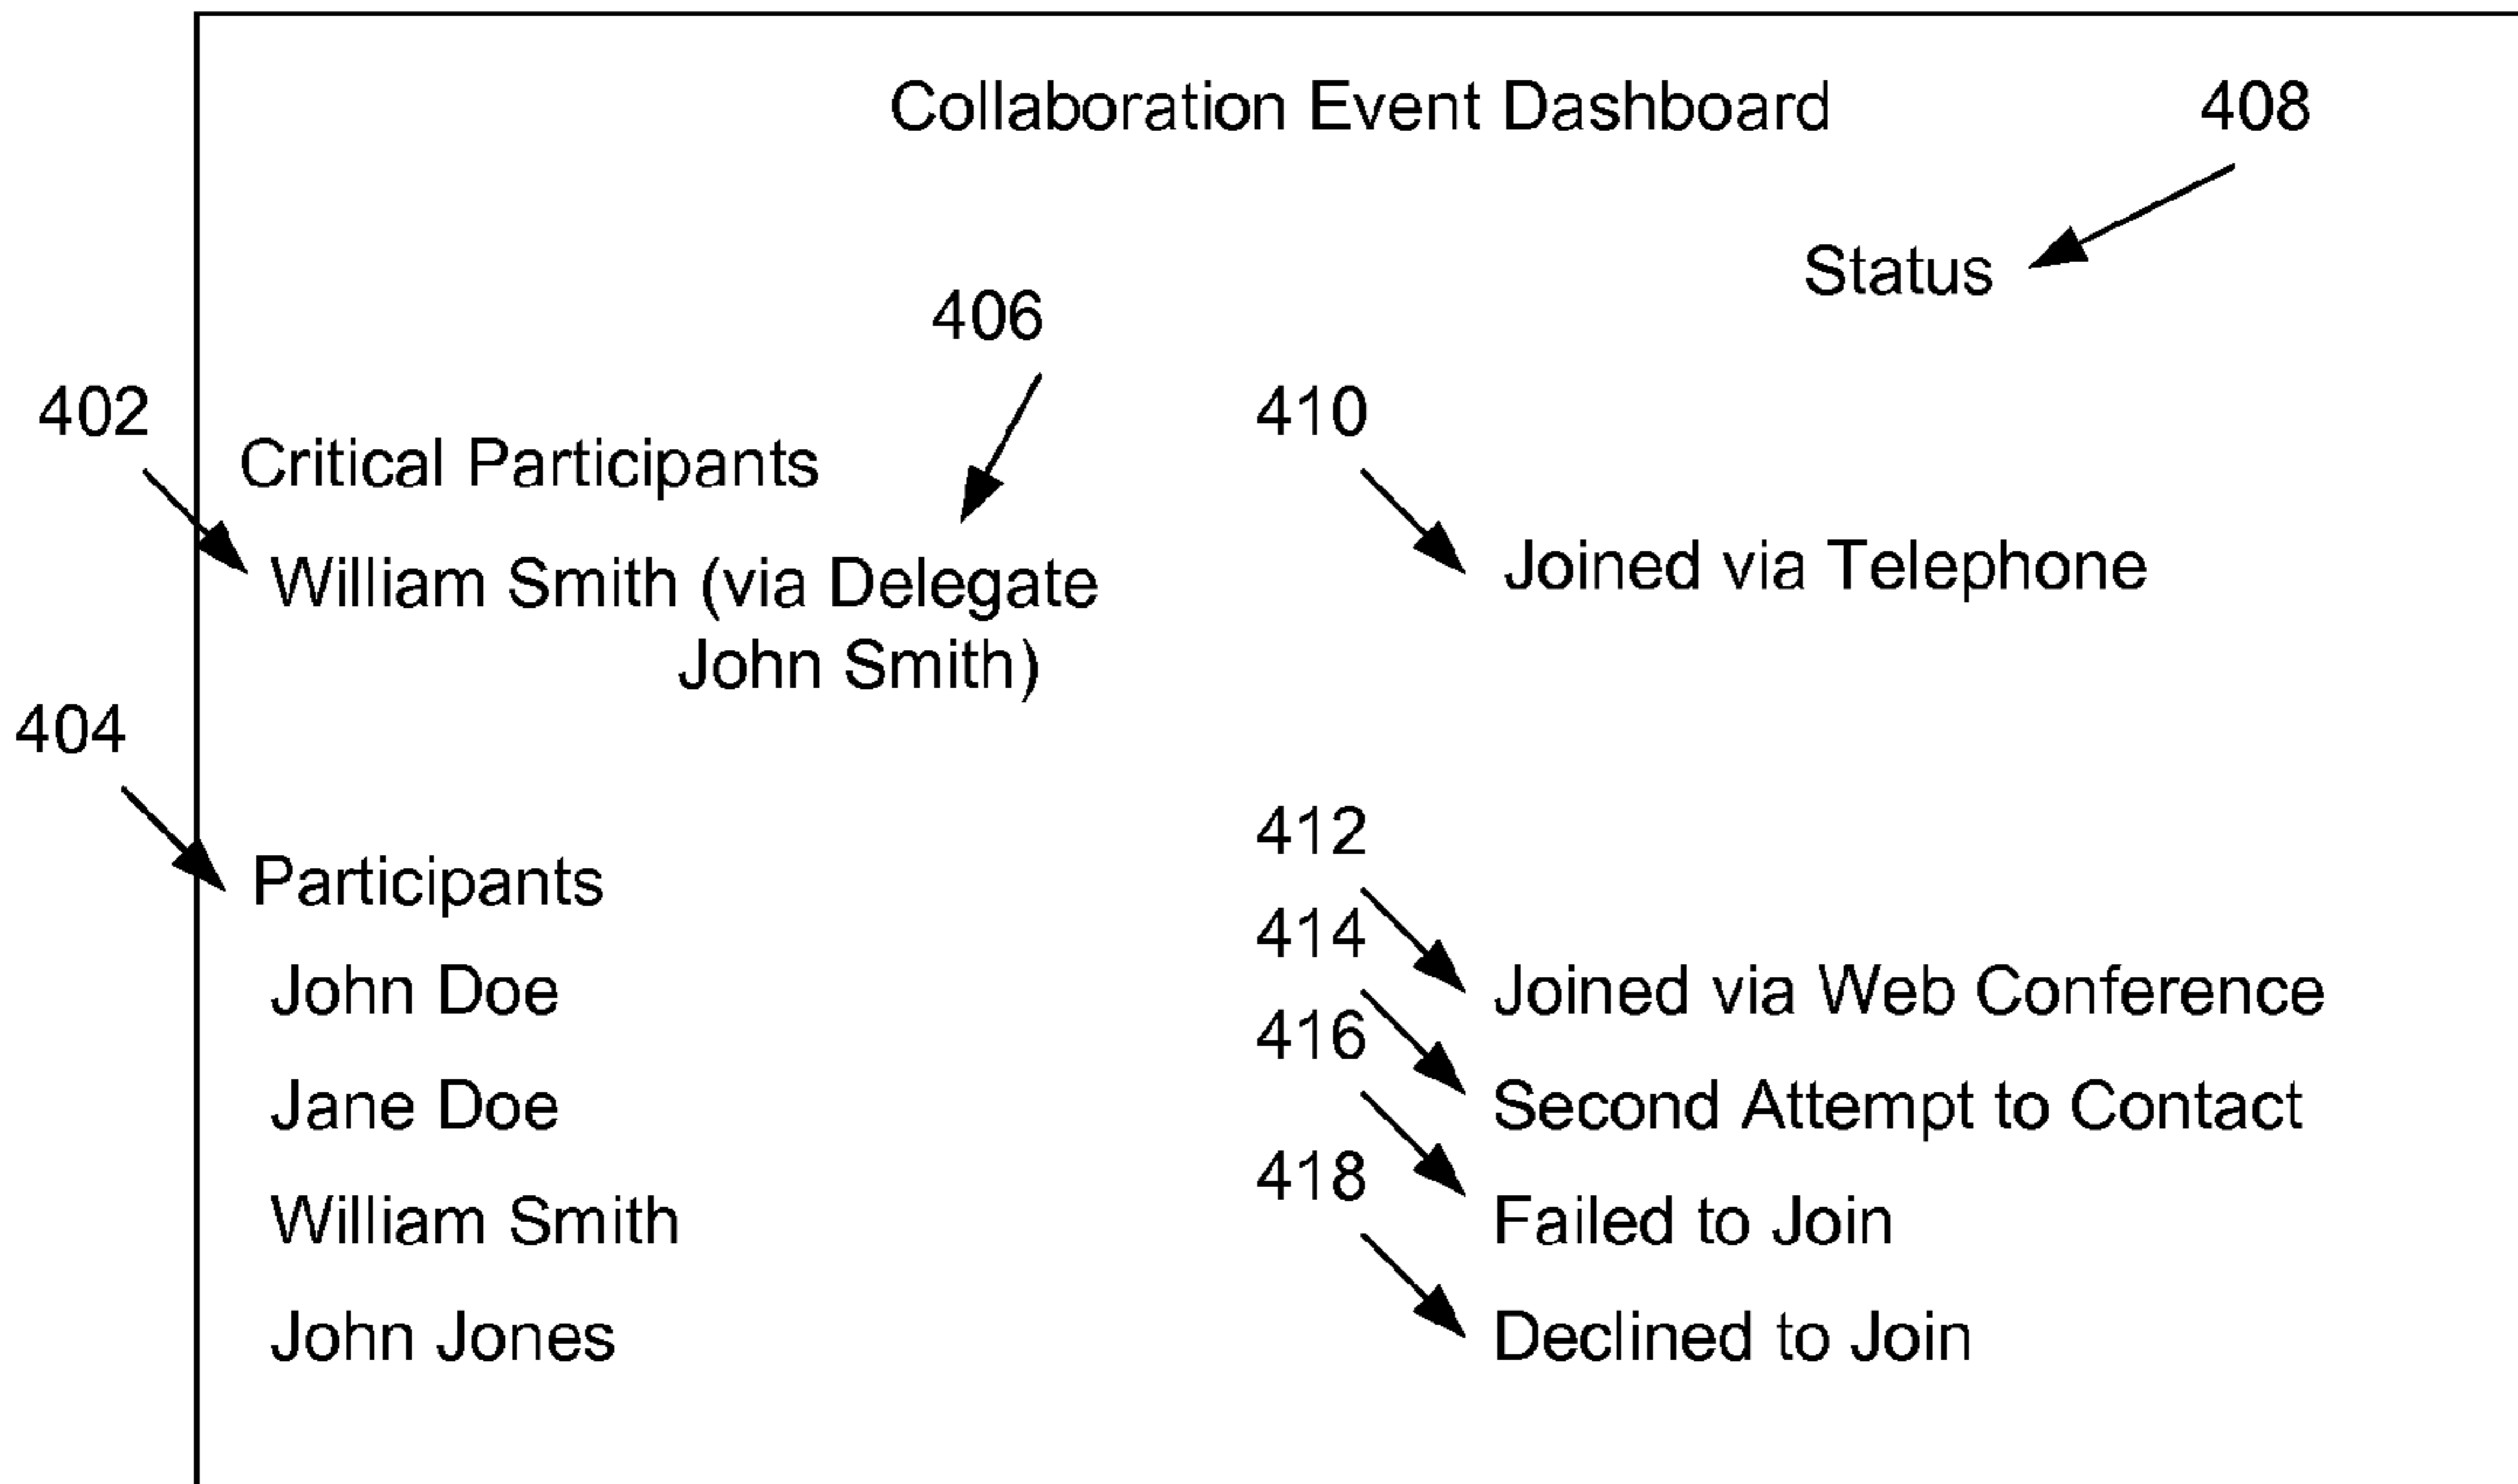 Collaboration Event Dashboard
408
Status
406
402
410
Critical Participants
William Smith (via Delegate
John Smith)
Joined via Telephone
404
Participants
412
414
John Doe
Joined via Web Conference
416
Jane Doe
Second Attempt to Contact
418
William Smith
Failed to Join
John Jones
Declined to Join